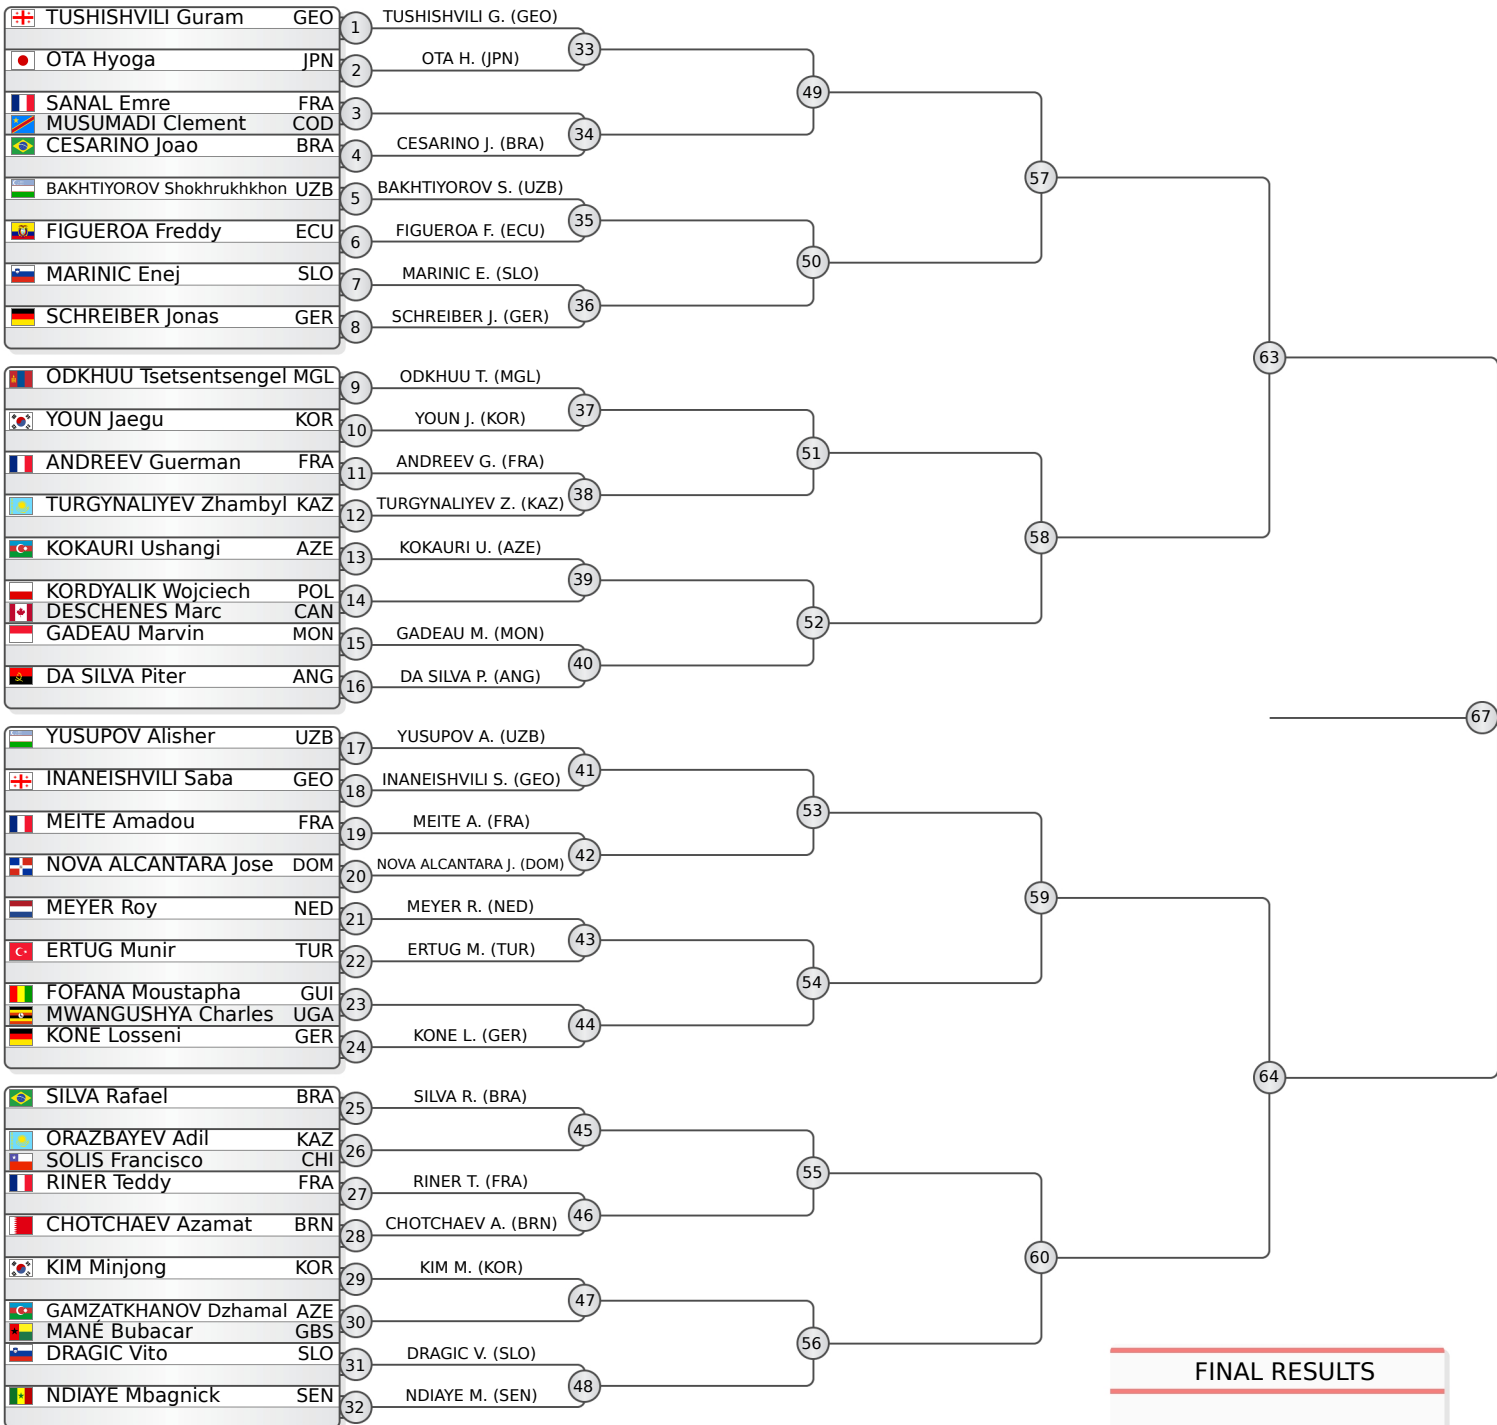 TUSHISHVILI Guram GEO
1
TUSHISHVILI G. (GEO)
33
OTA Hyoga JPN
2
OTA H. (JPN)
49
SANAL Emre FRA
3
MUSUMADI Clement COD
34
CESARINO Joao BRA
4
CESARINO J. (BRA)
57
BAKHTIYOROV Shokhrukhkhon UZB
5
BAKHTIYOROV S. (UZB)
35
FIGUEROA Freddy ECU
6
FIGUEROA F. (ECU)
50
MARINIC Enej SLO
7
MARINIC E. (SLO)
36
SCHREIBER Jonas GER
8
SCHREIBER J. (GER)
63
ODKHUU Tsetsentsengel MGL
9
ODKHUU T. (MGL)
37
YOUN Jaegu KOR
10
YOUN J. (KOR)
51
ANDREEV Guerman FRA
11
ANDREEV G. (FRA)
38
TURGYNALIYEV Zhambyl KAZ
12
TURGYNALIYEV Z. (KAZ)
58
KOKAURI Ushangi AZE
13
KOKAURI U. (AZE)
39
KORDYALIK Wojciech POL
14
DESCHENES Marc CAN
52
GADEAU Marvin MON
15
GADEAU M. (MON)
40
DA SILVA Piter ANG
16
DA SILVA P. (ANG)
67
YUSUPOV Alisher UZB
17
YUSUPOV A. (UZB)
41
INANEISHVILI Saba GEO
18
INANEISHVILI S. (GEO)
53
MEITE Amadou FRA
19
MEITE A. (FRA)
42
NOVA ALCANTARA Jose DOM
20
NOVA ALCANTARA J. (DOM)
59
MEYER Roy NED
21
MEYER R. (NED)
43
ERTUG Munir TUR
22
ERTUG M. (TUR)
54
FOFANA Moustapha GUI
23
MWANGUSHYA Charles UGA
44
KONE Losseni GER
24
KONE L. (GER)
64
SILVA Rafael BRA
25
SILVA R. (BRA)
45
ORAZBAYEV Adil KAZ
26
SOLIS Francisco CHI
55
RINER Teddy FRA
27
RINER T. (FRA)
46
CHOTCHAEV Azamat BRN
28
CHOTCHAEV A. (BRN)
60
KIM Minjong KOR
29
KIM M. (KOR)
47
GAMZATKHANOV Dzhamal AZE
30
MANÉ Bubacar GBS
56
DRAGIC Vito SLO
31
DRAGIC V. (SLO)
48
NDIAYE Mbagnick SEN
32
NDIAYE M. (SEN)
FINAL RESULTS